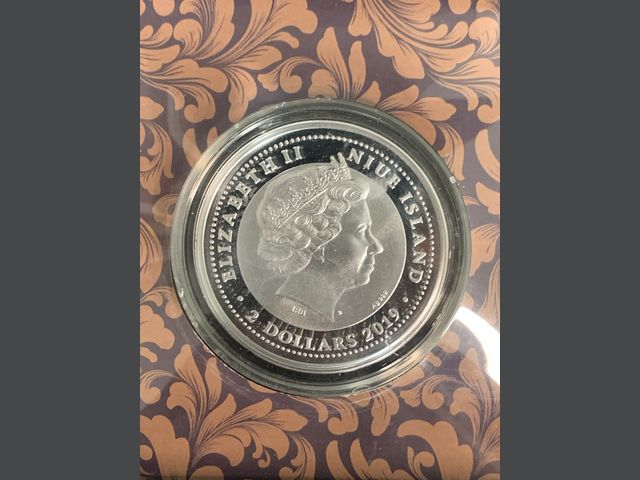 ELIZABETH II NIUE ISLAND
2 DOLLARS 2019